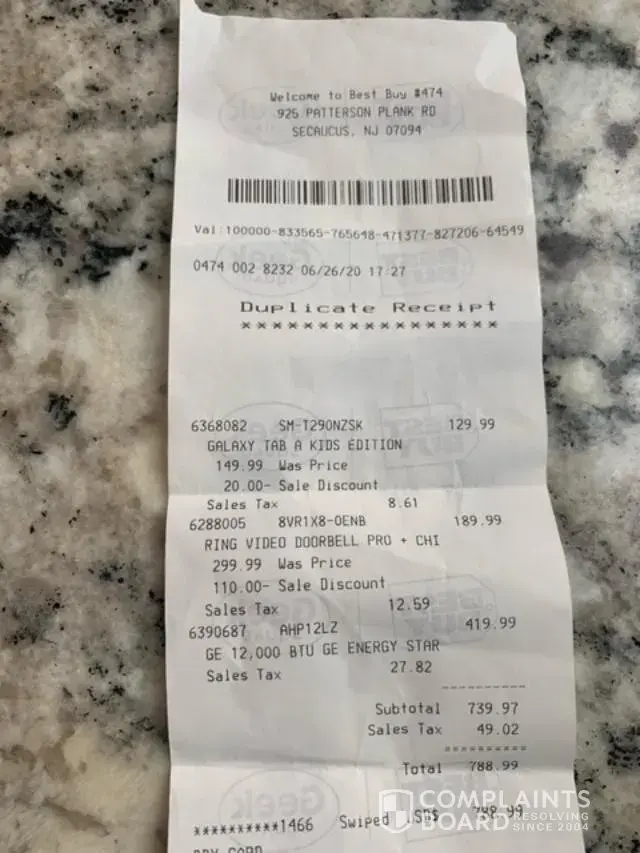 Welcome to Best Buy #474
925 PATTERSON PLANK RD
SECAUCUS, NJ 07094
Val:100000-833565-765648-471377-827206-64549
0474 002 8232 06/26/20 17:27
Duplicate Receipt
*****************
6368082 SM-T290NZSK 129.99
GALAXY TAB A KIDS EDITION
149.99 Was Price
20.00- Sale Discount
Sales Tax 8.61
6288005 8VR1X8-0ENB 189.99
RING VIDEO DOORBELL PRO + CHI
299.99 Was Price
110.00- Sale Discount
Sales Tax 12.59
6390687 AHP12LZ 419.99
GE 12,000 BTU GE ENERGY STAR
Sales Tax 27.82
----------
Subtotal 739.97
Sales Tax 49.02
==========
Total 788.99
**********1466 Swiped USD$ 788.99
COMPLAINTS
BOARD RESOLVING
SINCE 2004